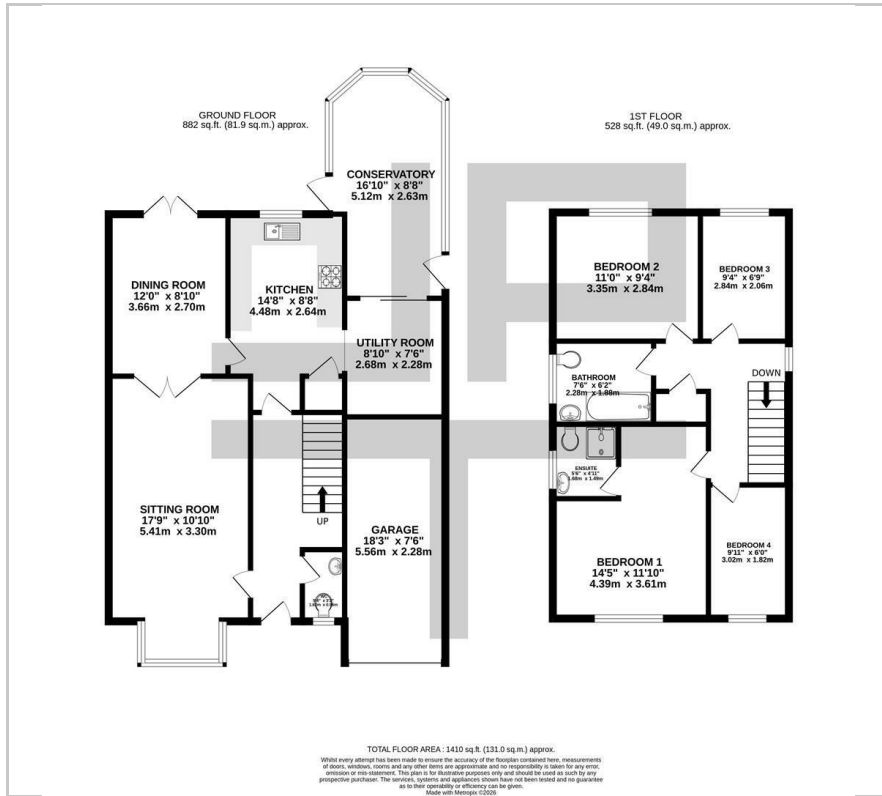 GROUND FLOOR
882 sq.ft. (81.9 sq.m.) approx.
1ST FLOOR
528 sq.ft. (49.0 sq.m.) approx.
CONSERVATORY
16'10" x 8'8"
5.12m x 2.63m
DINING ROOM
12'0" x 8'10"
3.66m x 2.70m
KITCHEN
14'8" x 8'8"
4.48m x 2.64m
UTILITY ROOM
8'10" x 7'6"
2.68m x 2.28m
SITTING ROOM
17'9" x 10'10"
5.41m x 3.30m
UP
GARAGE
18'3" x 7'6"
5.56m x 2.28m
BEDROOM 2
11'0" x 9'4"
3.35m x 2.84m
BEDROOM 3
9'4" x 6'9"
2.84m x 2.06m
BATHROOM
7'6" x 6'2"
2.28m x 1.88m
DOWN
ENSUITE
5'6" x 4'11"
1.68m x 1.49m
BEDROOM 1
14'5" x 11'10"
4.39m x 3.61m
BEDROOM 4
9'11" x 6'0"
3.02m x 1.82m
TOTAL FLOOR AREA : 1410 sq.ft. (131.0 sq.m.) approx.
Whilst every attempt has been made to ensure the accuracy of the floorplan contained here, measurements
of doors, windows, rooms and any other items are approximate and no responsibility is taken for any error,
omission or mis-statement. This plan is for illustrative purposes only and should be used as such by any
prospective purchaser. The services, systems and appliances shown have not been tested and no guarantee
as to their operability or efficiency can be given.
Made with Metropix ©2026